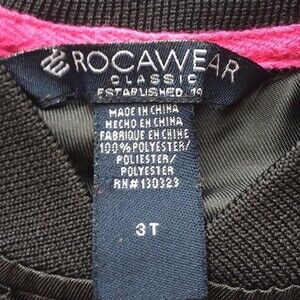 ROCAWEAR
CLASSIC
ESTABLISHED. 19
MADE IN CHINA
HECHO EN CHINA
FABRIQUE EN CHINE
100% POLYESTER/
POLIESTER/
POLYESTER
RN# 130323
3T